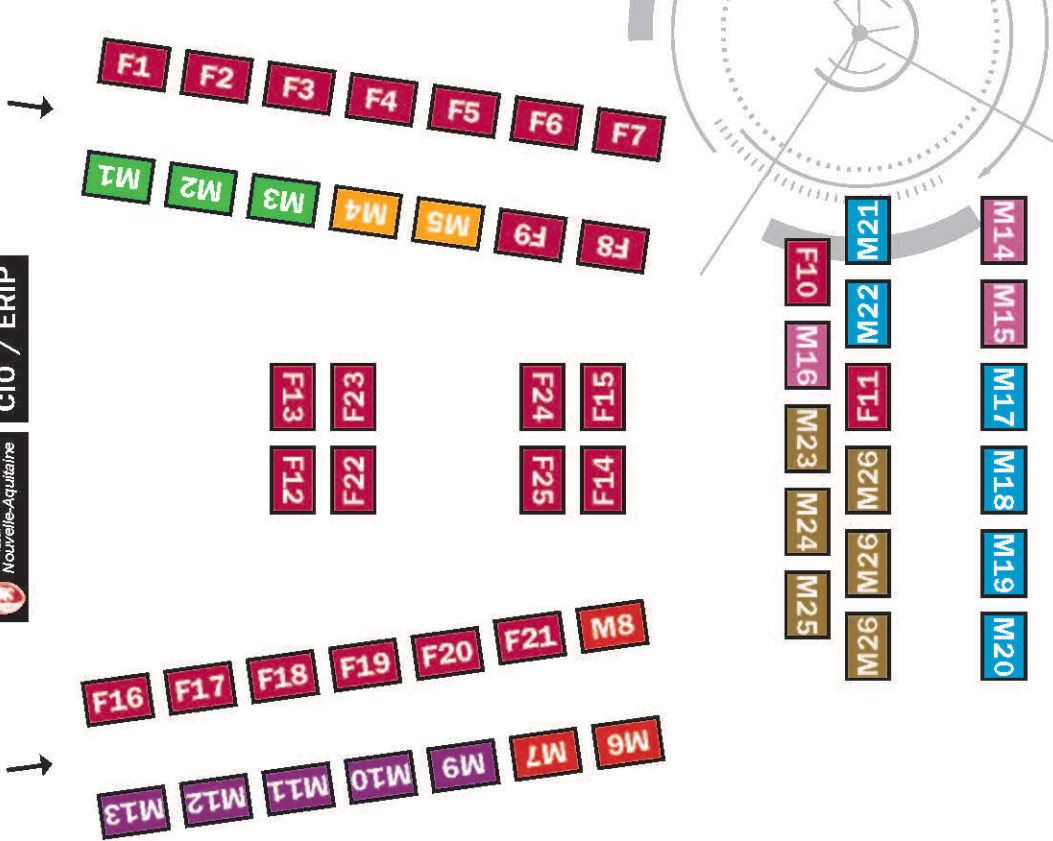 F1 F2 F3 F4 F5 F6 F7
M1 M2 M3 M4 M5 F9 F8
CIO / ERIP
Nouvelle-Aquitaine
F13 F23 F24 F15
F12 F22 F25 F14
F16 F17 F18 F19 F20 F21 M8
M13 M12 M11 M10 M9 M7 M6
F10 M16 M23 M24 M25
M21 M22 F11 M26 M26 M26
M14 M15 M17 M18 M19 M20